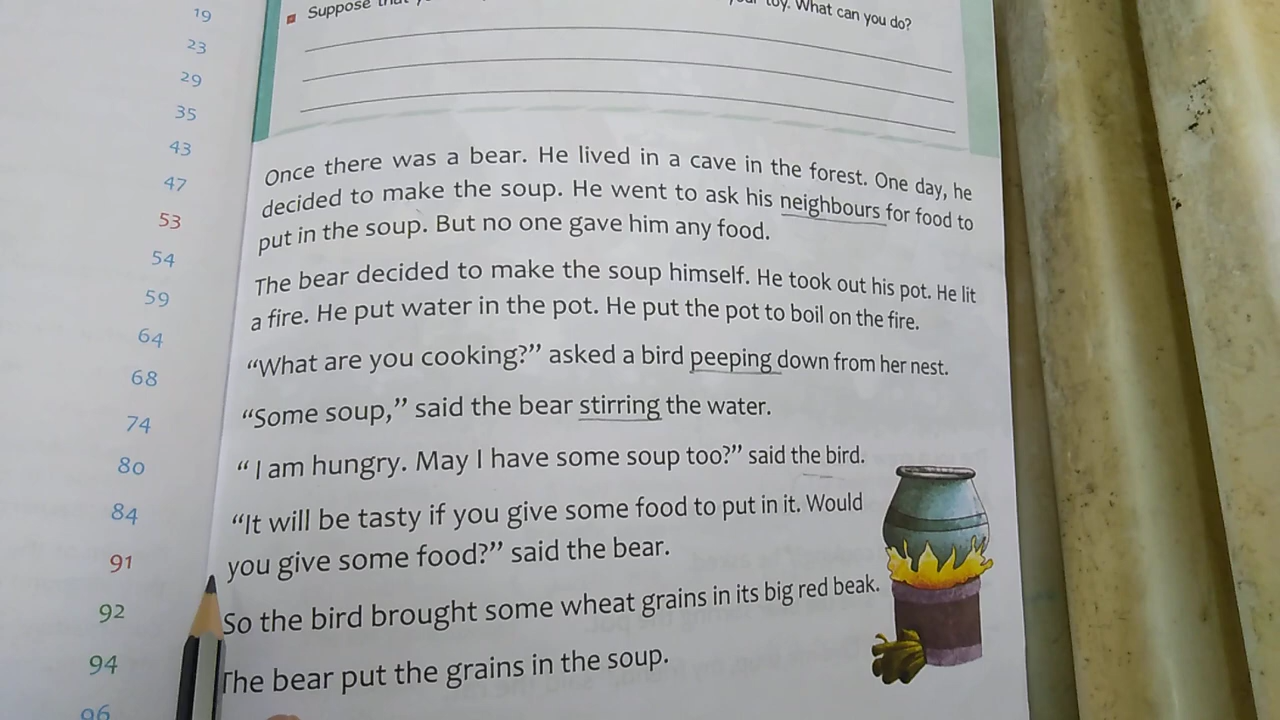 19
23
29
35
43
47
53
54
59
64
68
74
80
84
91
92
94
96
Suppose toy. What can you do?
Once there was a bear. He lived in a cave in the forest. One day, he
decided to make the soup. He went to ask his neighbours for food to
put in the soup. But no one gave him any food.
The bear decided to make the soup himself. He took out his pot. He lit
a fire. He put water in the pot. He put the pot to boil on the fire.
“What are you cooking?” asked a bird peeping down from her nest.
“Some soup,” said the bear stirring the water.
“ I am hungry. May I have some soup too?” said the bird.
“It will be tasty if you give some food to put in it. Would
you give some food?” said the bear.
So the bird brought some wheat grains in its big red beak.
The bear put the grains in the soup.